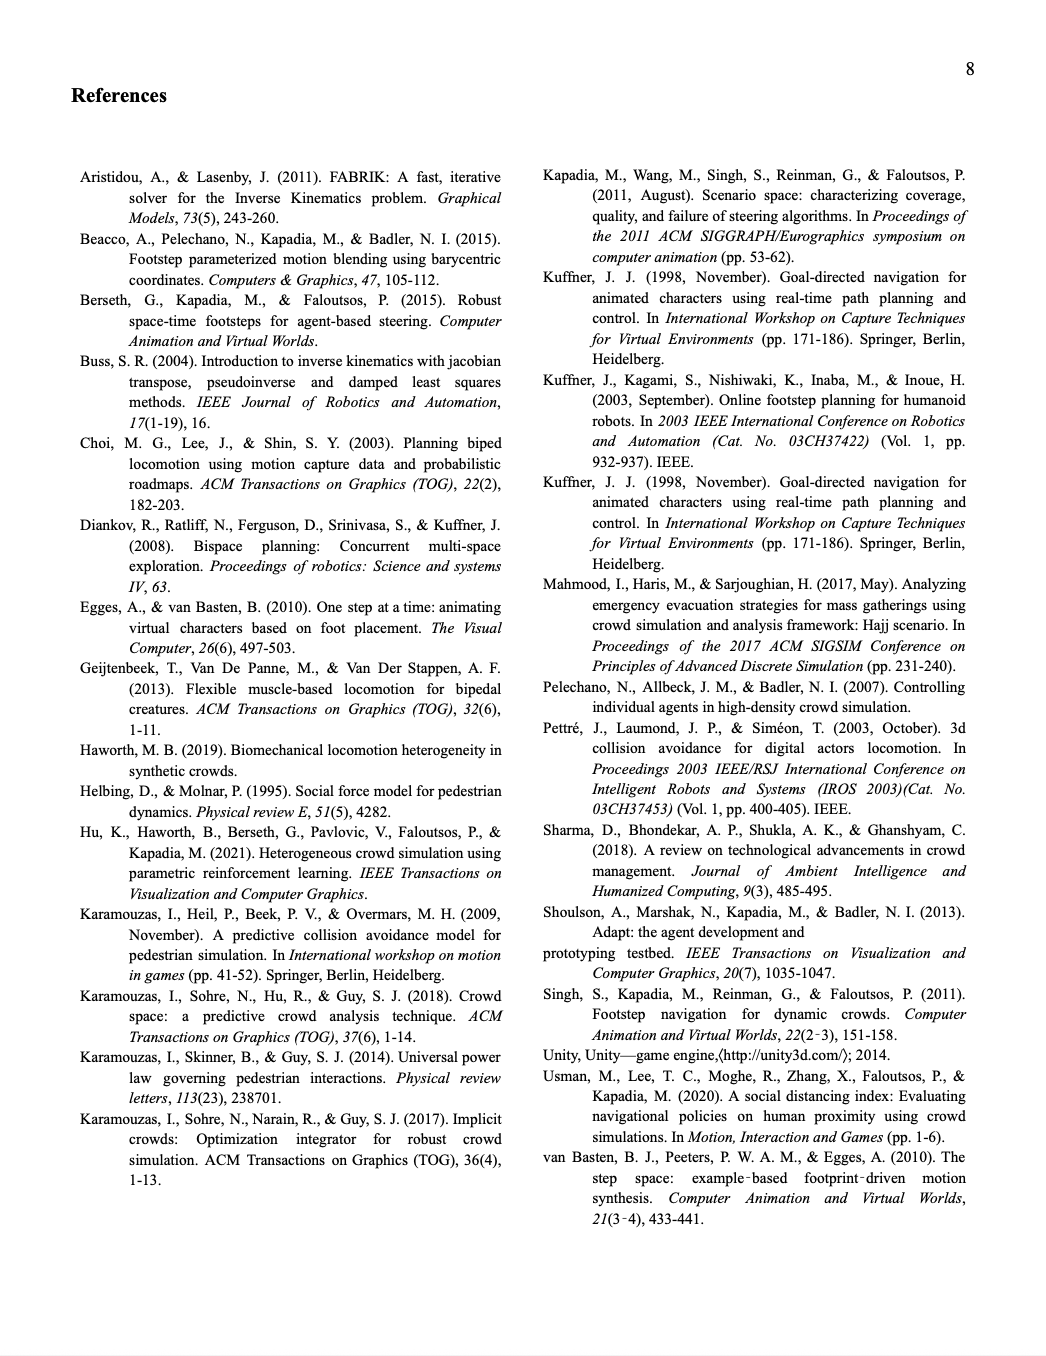 8
References
Aristidou, A., & Lasenby, J. (2011). FABRIK: A fast, iterative
solver for the Inverse Kinematics problem. Graphical
Models, 73(5), 243-260.
Beacco, A., Pelechano, N., Kapadia, M., & Badler, N. I. (2015).
Footstep parameterized motion blending using barycentric
coordinates. Computers & Graphics, 47, 105-112.
Berseth, G., Kapadia, M., & Faloutsos, P. (2015). Robust
space-time footsteps for agent-based steering. Computer
Animation and Virtual Worlds.
Buss, S. R. (2004). Introduction to inverse kinematics with jacobian
transpose, pseudoinverse and damped least squares
methods. IEEE Journal of Robotics and Automation,
17(1-19), 16.
Choi, M. G., Lee, J., & Shin, S. Y. (2003). Planning biped
locomotion using motion capture data and probabilistic
roadmaps. ACM Transactions on Graphics (TOG), 22(2),
182-203.
Diankov, R., Ratliff, N., Ferguson, D., Srinivasa, S., & Kuffner, J.
(2008). Bispace planning: Concurrent multi-space
exploration. Proceedings of robotics: Science and systems
IV, 63.
Egges, A., & van Basten, B. (2010). One step at a time: animating
virtual characters based on foot placement. The Visual
Computer, 26(6), 497-503.
Geijtenbeek, T., Van De Panne, M., & Van Der Stappen, A. F.
(2013). Flexible muscle-based locomotion for bipedal
creatures. ACM Transactions on Graphics (TOG), 32(6),
1-11.
Haworth, M. B. (2019). Biomechanical locomotion heterogeneity in
synthetic crowds.
Helbing, D., & Molnar, P. (1995). Social force model for pedestrian
dynamics. Physical review E, 51(5), 4282.
Hu, K., Haworth, B., Berseth, G., Pavlovic, V., Faloutsos, P., &
Kapadia, M. (2021). Heterogeneous crowd simulation using
parametric reinforcement learning. IEEE Transactions on
Visualization and Computer Graphics.
Karamouzas, I., Heil, P., Beek, P. V., & Overmars, M. H. (2009,
November). A predictive collision avoidance model for
pedestrian simulation. In International workshop on motion
in games (pp. 41-52). Springer, Berlin, Heidelberg.
Karamouzas, I., Sohre, N., Hu, R., & Guy, S. J. (2018). Crowd
space: a predictive crowd analysis technique. ACM
Transactions on Graphics (TOG), 37(6), 1-14.
Karamouzas, I., Skinner, B., & Guy, S. J. (2014). Universal power
law governing pedestrian interactions. Physical review
letters, 113(23), 238701.
Karamouzas, I., Sohre, N., Narain, R., & Guy, S. J. (2017). Implicit
crowds: Optimization integrator for robust crowd
simulation. ACM Transactions on Graphics (TOG), 36(4),
1-13.
Kapadia, M., Wang, M., Singh, S., Reinman, G., & Faloutsos, P.
(2011, August). Scenario space: characterizing coverage,
quality, and failure of steering algorithms. In Proceedings of
the 2011 ACM SIGGRAPH/Eurographics symposium on
computer animation (pp. 53-62).
Kuffner, J. J. (1998, November). Goal-directed navigation for
animated characters using real-time path planning and
control. In International Workshop on Capture Techniques
for Virtual Environments (pp. 171-186). Springer, Berlin,
Heidelberg.
Kuffner, J., Kagami, S., Nishiwaki, K., Inaba, M., & Inoue, H.
(2003, September). Online footstep planning for humanoid
robots. In 2003 IEEE International Conference on Robotics
and Automation (Cat. No. 03CH37422) (Vol. 1, pp.
932-937). IEEE.
Kuffner, J. J. (1998, November). Goal-directed navigation for
animated characters using real-time path planning and
control. In International Workshop on Capture Techniques
for Virtual Environments (pp. 171-186). Springer, Berlin,
Heidelberg.
Mahmood, I., Haris, M., & Sarjoughian, H. (2017, May). Analyzing
emergency evacuation strategies for mass gatherings using
crowd simulation and analysis framework: Hajj scenario. In
Proceedings of the 2017 ACM SIGSIM Conference on
Principles of Advanced Discrete Simulation (pp. 231-240).
Pelechano, N., Allbeck, J. M., & Badler, N. I. (2007). Controlling
individual agents in high-density crowd simulation.
Pettré, J., Laumond, J. P., & Siméon, T. (2003, October). 3d
collision avoidance for digital actors locomotion. In
Proceedings 2003 IEEE/RSJ International Conference on
Intelligent Robots and Systems (IROS 2003)(Cat. No.
03CH37453) (Vol. 1, pp. 400-405). IEEE.
Sharma, D., Bhondekar, A. P., Shukla, A. K., & Ghanshyam, C.
(2018). A review on technological advancements in crowd
management. Journal of Ambient Intelligence and
Humanized Computing, 9(3), 485-495.
Shoulson, A., Marshak, N., Kapadia, M., & Badler, N. I. (2013).
Adapt: the agent development and
prototyping testbed. IEEE Transactions on Visualization and
Computer Graphics, 20(7), 1035-1047.
Singh, S., Kapadia, M., Reinman, G., & Faloutsos, P. (2011).
Footstep navigation for dynamic crowds. Computer
Animation and Virtual Worlds, 22(2‐3), 151-158.
Unity, Unity—game engine,⟨http://unity3d.com/⟩; 2014.
Usman, M., Lee, T. C., Moghe, R., Zhang, X., Faloutsos, P., &
Kapadia, M. (2020). A social distancing index: Evaluating
navigational policies on human proximity using crowd
simulations. In Motion, Interaction and Games (pp. 1-6).
van Basten, B. J., Peeters, P. W. A. M., & Egges, A. (2010). The
step space: example‐based footprint‐driven motion
synthesis. Computer Animation and Virtual Worlds,
21(3‐4), 433-441.